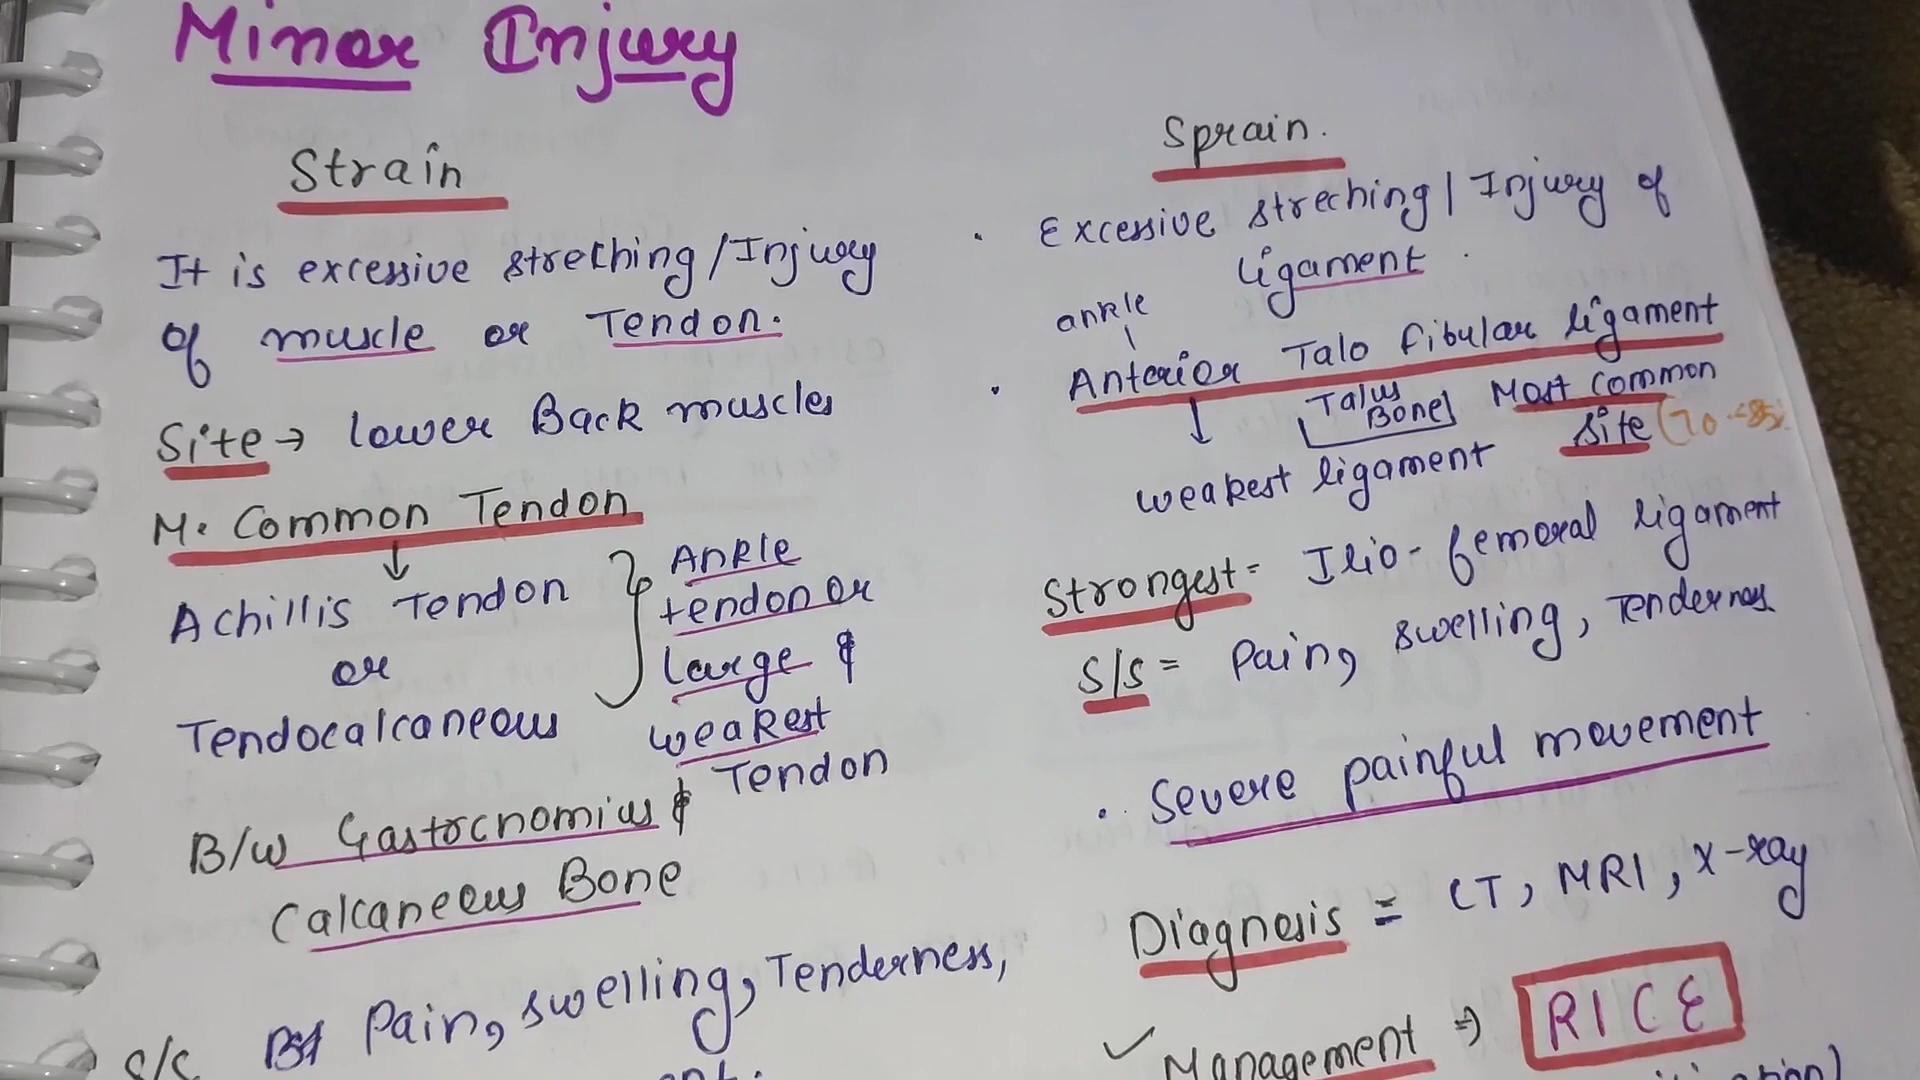 Minor Injury
Strain
It is excessive streching/Injury
of muscle or Tendon.
Site → lower Back muscles
M. Common Tendon
↓
Achillis Tendon
or
Tendocalcaneous
Ankle
tendon or
large &
weakest
Tendon
B/w Gastrocnomius &
Calcaneous Bone
S/S Pain, swelling, Tenderness,
Sprain.
• Excessive streching/Injury of
ligament.
ankle
• Anterior Talo fibular ligament
↓
Talus
Bone
Most Common
site (70-85
weakest ligament
Strongest = Ilio-femoral ligament
S/S = Pain, swelling, Tenderness
• Severe painful movement
Diagnosis = CT, MRI, x-ray
✓ Management ⇒ RICE